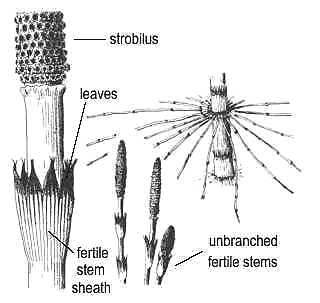 strobilus
leaves
fertile
stem
sheath
unbranched
fertile stems